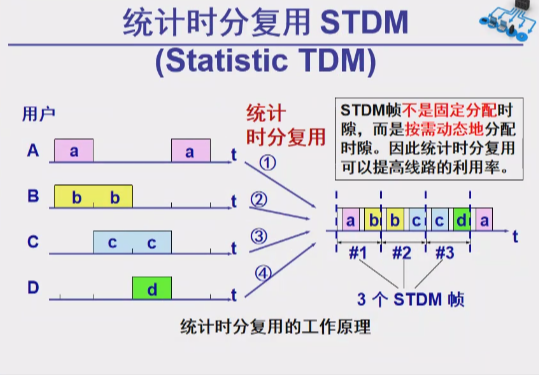 统计时分复用 STDM
(Statistic TDM)
用户
统计
时分复用
STDM帧不是固定分配时
隙，而是按需动态地分配
时隙。因此统计时分复用
可以提高线路的利用率。
A a a t ①
B b b t ②
C c c t ③
D d t ④
a b b c c d a t
#1 #2 #3
3 个 STDM 帧
统计时分复用的工作原理